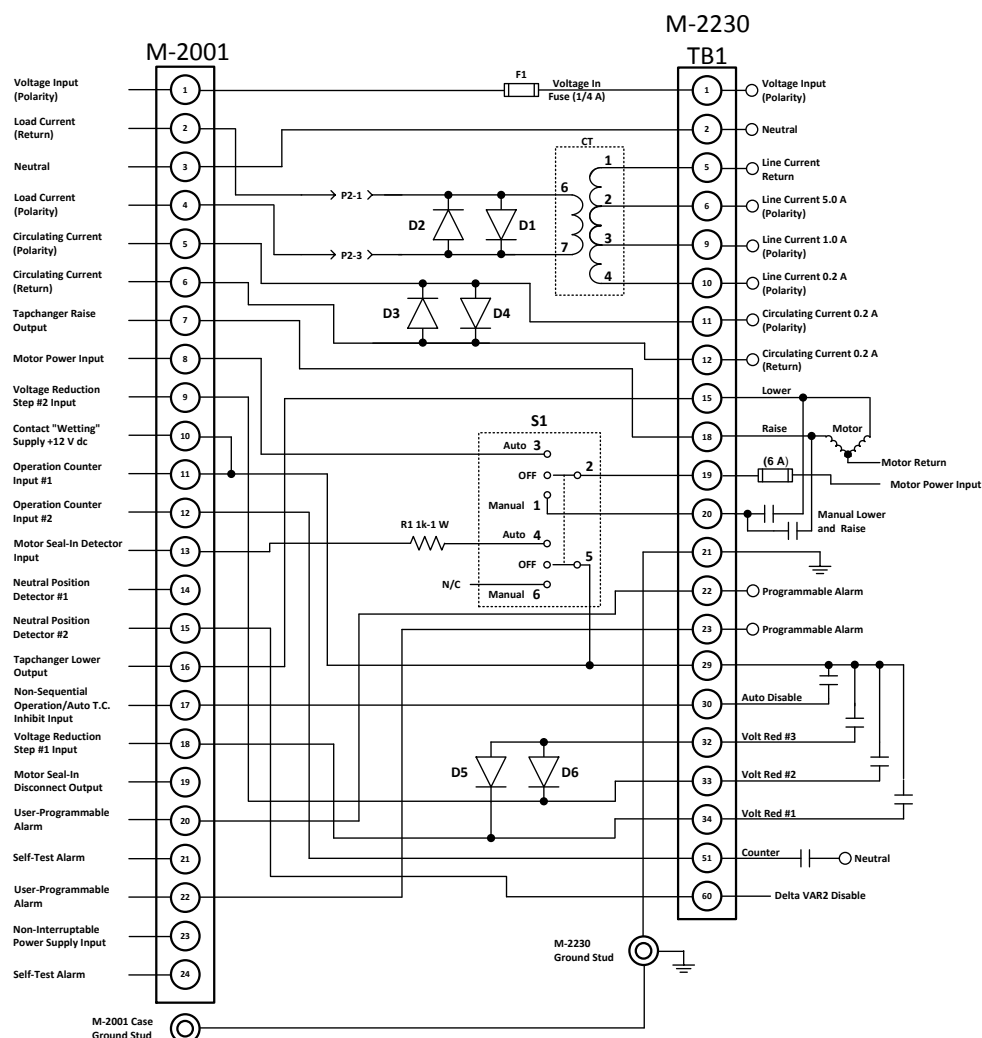 M-2001
Voltage Input
(Polarity)
1
Load Current
(Return)
2
Neutral
3
Load Current
(Polarity)
4
Circulating Current
(Polarity)
5
Circulating Current
(Return)
6
Tapchanger Raise
Output
7
Motor Power Input
8
Voltage Reduction
Step #2 Input
9
Contact "Wetting"
Supply +12 V dc
10
Operation Counter
Input #1
11
Operation Counter
Input #2
12
Motor Seal-In Detector
Input
13
Neutral Position
Detector #1
14
Neutral Position
Detector #2
15
Tapchanger Lower
Output
16
Non-Sequential
Operation/Auto T.C.
Inhibit Input
17
Voltage Reduction
Step #1 Input
18
Motor Seal-In
Disconnect Output
19
User-Programmable
Alarm
20
Self-Test Alarm
21
User-Programmable
Alarm
22
Non-Interruptable
Power Supply Input
23
Self-Test Alarm
24
M-2001 Case
Ground Stud
F1
Voltage In
Fuse (1/4 A)
CT
1
6
2
7
3
4
P2-1
P2-3
D2
D1
D3
D4
S1
Auto 3
OFF
2
Manual 1
R1 1k-1 W
Auto 4
OFF
5
N/C
Manual 6
D5
D6
M-2230
Ground Stud
M-2230
TB1
1
Voltage Input
(Polarity)
2
Neutral
5
Line Current
Return
6
Line Current 5.0 A
(Polarity)
9
Line Current 1.0 A
(Polarity)
10
Line Current 0.2 A
(Polarity)
11
Circulating Current 0.2 A
(Polarity)
12
Circulating Current 0.2 A
(Return)
15
Lower
18
Raise
Motor
Motor Return
19
(6 A)
Motor Power Input
20
Manual Lower
and Raise
21
22
Programmable Alarm
23
Programmable Alarm
29
30
Auto Disable
32
Volt Red #3
33
Volt Red #2
34
Volt Red #1
51
Counter
Neutral
60
Delta VAR2 Disable